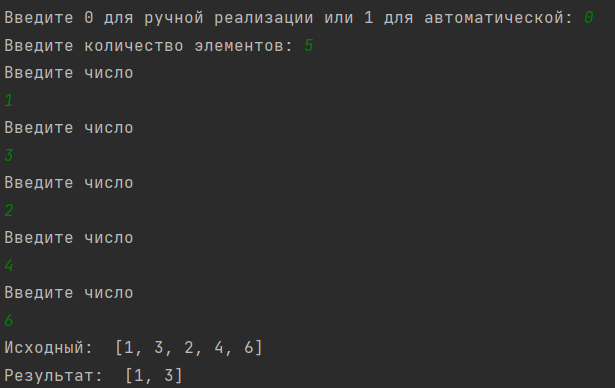 Введите 0 для ручной реализации или 1 для автоматической: 0
Введите количество элементов: 5
Введите число
1
Введите число
3
Введите число
2
Введите число
4
Введите число
6
Исходный:  [1, 3, 2, 4, 6]
Результат:  [1, 3]